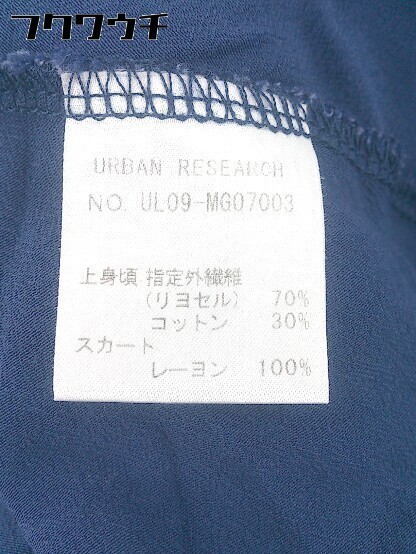 フクワウチ
URBAN RESEARCH
NO. UL09-MG07003
上身頃 指定外繊維
(リヨセル) 70%
コットン 30%
スカート
レーヨン 100%